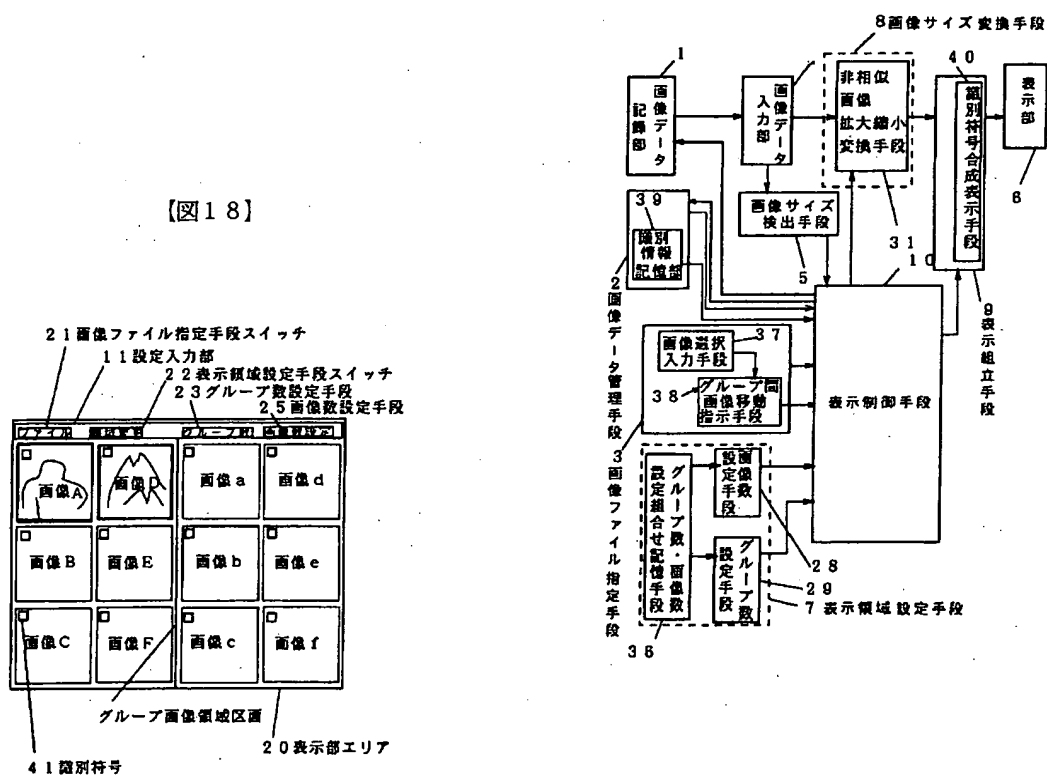 【図18】
21画像ファイル指定手段スイッチ
11設定入力部
22表示領域設定手段スイッチ
23グループ数設定手段
25画像数設定手段
ファイル
領域変更
グループ数
画像数設定
画像A
画像D
画像a
画像d
画像B
画像E
画像b
画像e
画像C
画像F
画像c
画像f
グループ画像領域区画
20表示部エリア
41識別符号
8画像サイズ変換手段
1
画像データ
記録部
画像データ
入力部
非相似
画像
拡大縮小
変換手段
40
識別符号合成表示手段
表示部
6
39
識別
情報
記憶部
画像サイズ
検出手段
5
31
10
2画像データ管理手段
9表示組立手段
37
画像選択
入力手段
38
グループ間
画像移動
指示手段
表示制御手段
3画像ファイル指定手段
グループ数・画像数
設定組合せ記憶手段
画像数
設定手段
グループ数
設定手段
28
29
7表示領域設定手段
36